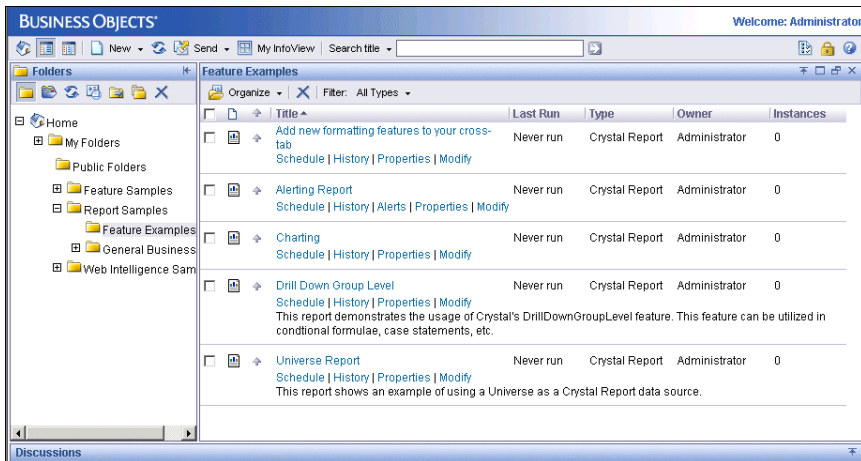 BUSINESS OBJECTS
Welcome: Administrator
New
Send
My InfoView
Search title
Folders
Home
My Folders
Public Folders
Feature Samples
Report Samples
Feature Examples
General Business
Web Intelligence Sam
Feature Examples
Organize
Filter: All Types
Title Last Run Type Owner Instances
Add new formatting features to your cross-
tab
Never run Crystal Report Administrator 0
Schedule | History | Properties | Modify
Alerting Report Never run Crystal Report Administrator 0
Schedule | History | Alerts | Properties | Modify
Charting Never run Crystal Report Administrator 0
Schedule | History | Properties | Modify
Drill Down Group Level Never run Crystal Report Administrator 0
Schedule | History | Properties | Modify
This report demonstrates the usage of Crystal's DrillDownGroupLevel feature. This feature can be utilized in
condtional formulae, case statements, etc.
Universe Report Never run Crystal Report Administrator 0
Schedule | History | Properties | Modify
This report shows an example of using a Universe as a Crystal Report data source.
Discussions